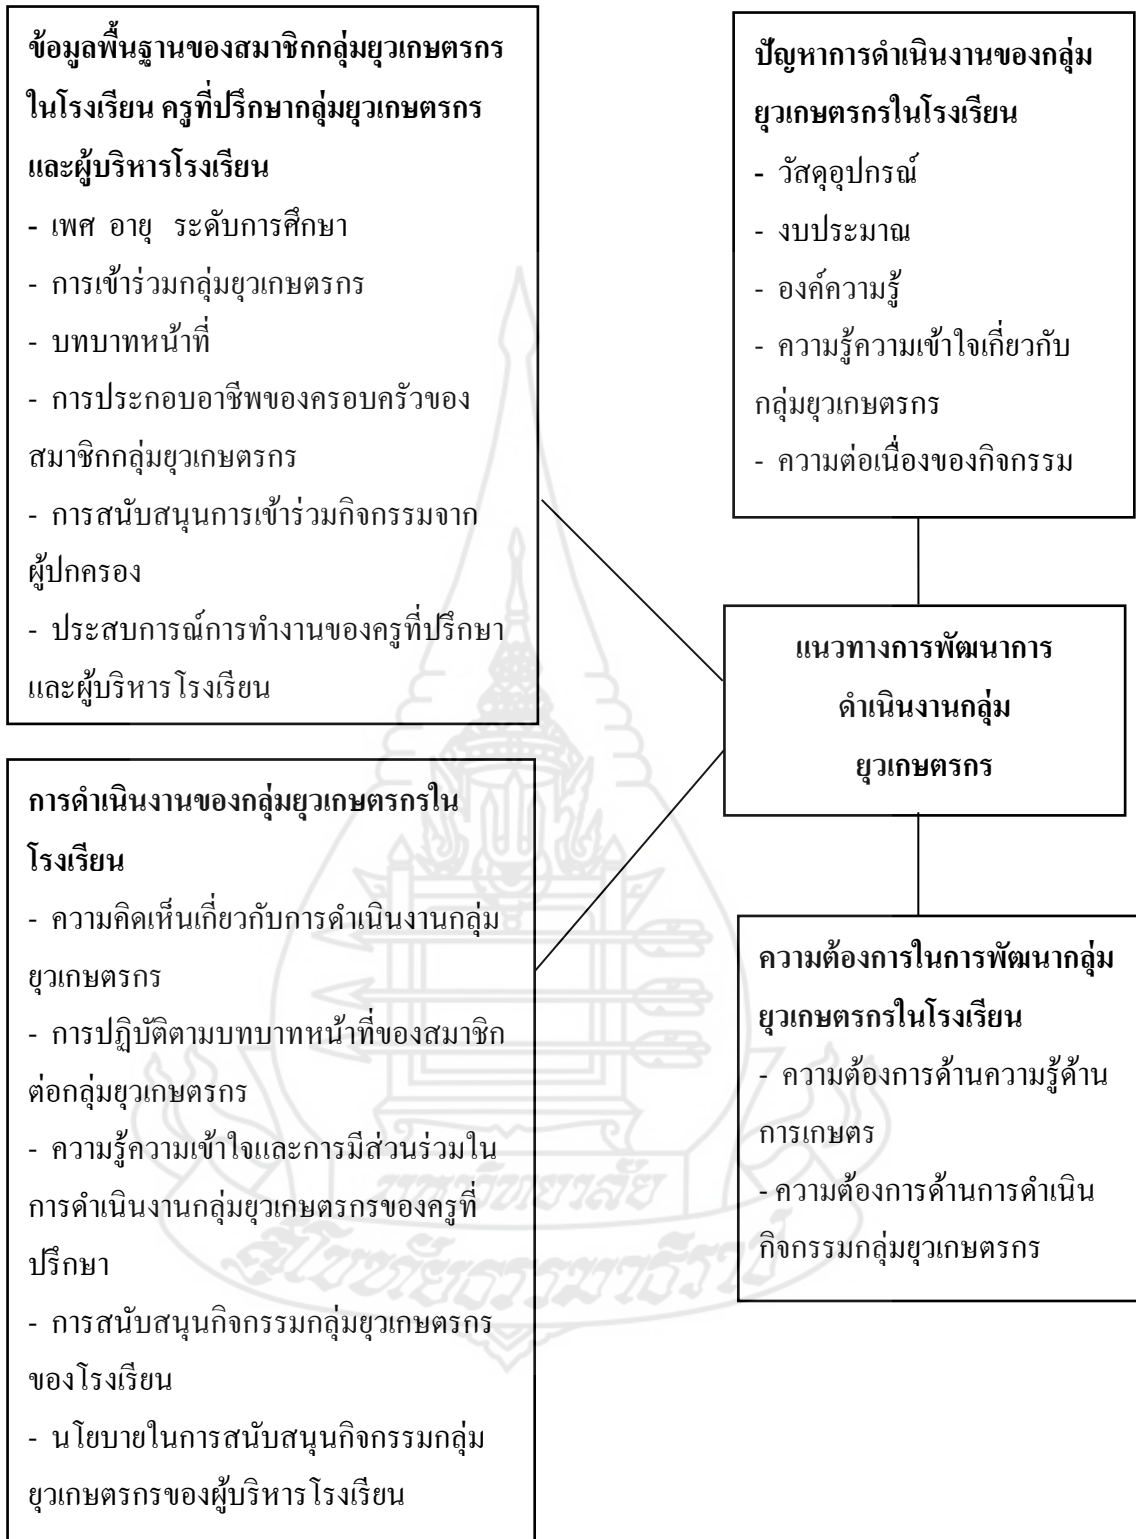 ข้อมูลพื้นฐานของสมาชิกกลุ่มยุวเกษตรกร
ในโรงเรียน ครูที่ปรึกษากลุ่มยุวเกษตรกร
และผู้บริหารโรงเรียน
- เพศ อายุ ระดับการศึกษา
- การเข้าร่วมกลุ่มยุวเกษตรกร
- บทบาทหน้าที่
- การประกอบอาชีพของครอบครัวของ
สมาชิกกลุ่มยุวเกษตรกร
- การสนับสนุนการเข้าร่วมกิจกรรมจาก
ผู้ปกครอง
- ประสบการณ์การทำงานของครูที่ปรึกษา
และผู้บริหารโรงเรียน
การดำเนินงานของกลุ่มยุวเกษตรกรใน
โรงเรียน
- ความคิดเห็นเกี่ยวกับการดำเนินงานกลุ่ม
ยุวเกษตรกร
- การปฏิบัติตามบทบาทหน้าที่ของสมาชิก
ต่อกลุ่มยุวเกษตรกร
- ความรู้ความเข้าใจและการมีส่วนร่วมใน
การดำเนินงานกลุ่มยุวเกษตรกรของครูที่
ปรึกษา
- การสนับสนุนกิจกรรมกลุ่มยุวเกษตรกร
ของโรงเรียน
- นโยบายในการสนับสนุนกิจกรรมกลุ่ม
ยุวเกษตรกรของผู้บริหารโรงเรียน
ปัญหาการดำเนินงานของกลุ่ม
ยุวเกษตรกรในโรงเรียน
- วัสดุอุปกรณ์
- งบประมาณ
- องค์ความรู้
- ความรู้ความเข้าใจเกี่ยวกับ
กลุ่มยุวเกษตรกร
- ความต่อเนื่องของกิจกรรม
แนวทางการพัฒนาการ
ดำเนินงานกลุ่ม
ยุวเกษตรกร
ความต้องการในการพัฒนากลุ่ม
ยุวเกษตรกรในโรงเรียน
- ความต้องการด้านความรู้ด้าน
การเกษตร
- ความต้องการด้านการดำเนิน
กิจกรรมกลุ่มยุวเกษตรกร
มหาวิทยาลัย
สุโขทัยธรรมาธิราช